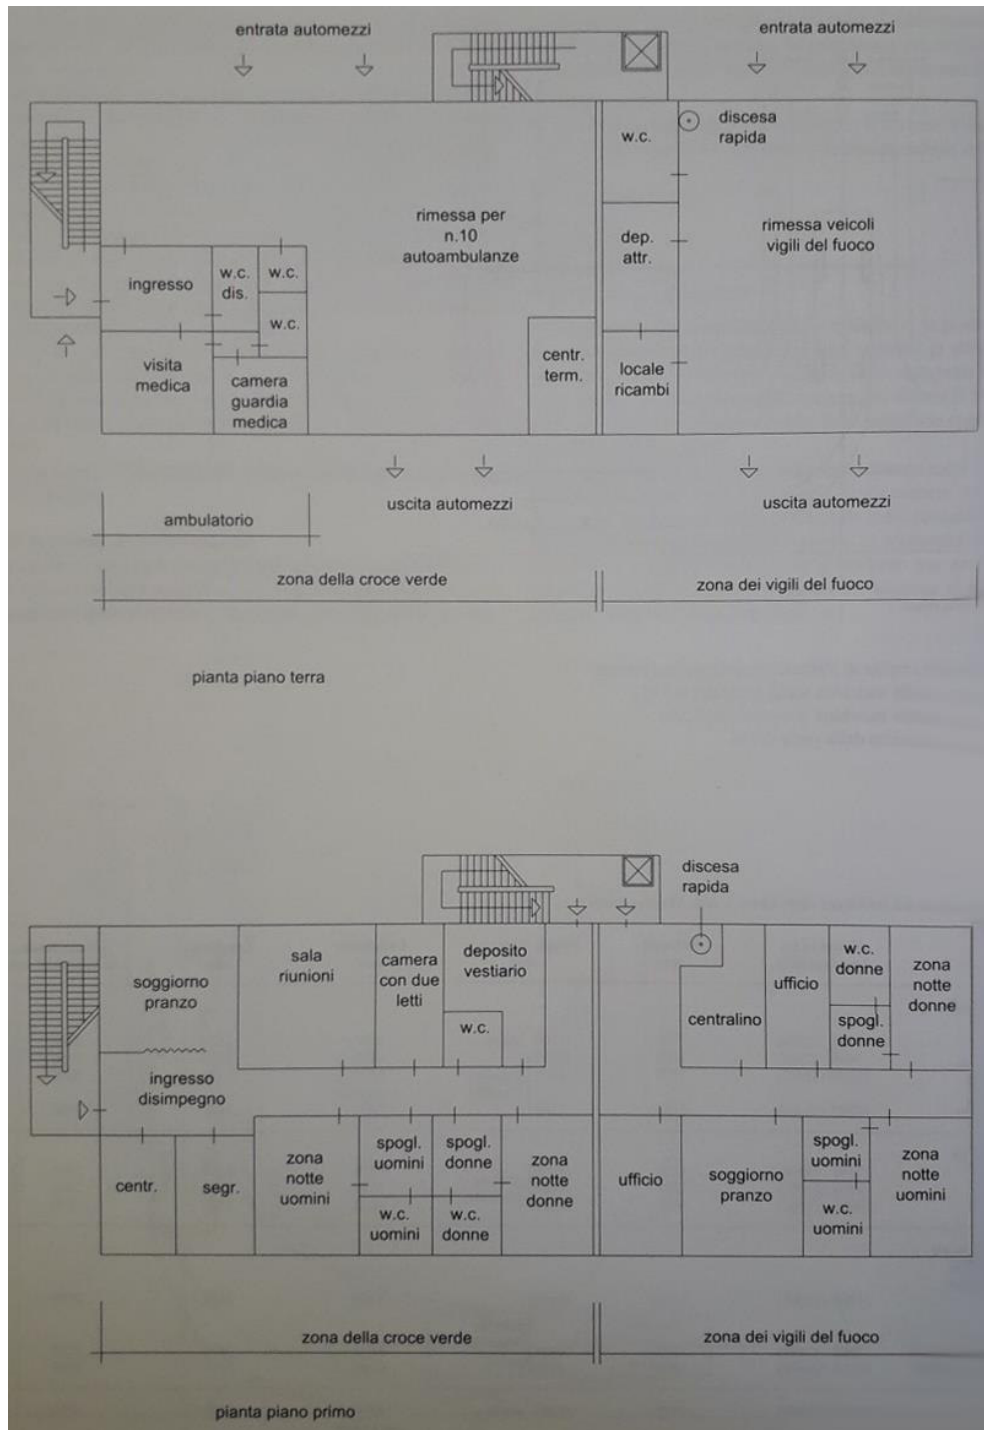 entrata automezzi
entrata automezzi
discesa
rapida
w.c.
rimessa per
n.10
autoambulanze
dep.
attr.
rimessa veicoli
vigili del fuoco
ingresso
w.c.
dis.
w.c.
w.c.
visita
medica
camera
guardia
medica
centr.
term.
locale
ricambi
uscita automezzi
uscita automezzi
ambulatorio
zona della croce verde
zona dei vigili del fuoco
pianta piano terra
discesa
rapida
soggiorno
pranzo
sala
riunioni
camera
con due
letti
deposito
vestiario
w.c.
centralino
ufficio
w.c.
donne
spogl.
donne
zona
notte
donne
ingresso
disimpegno
centr.
segr.
zona
notte
uomini
spogl.
uomini
w.c.
uomini
spogl.
donne
w.c.
donne
zona
notte
donne
ufficio
soggiorno
pranzo
spogl.
uomini
w.c.
uomini
zona
notte
uomini
zona della croce verde
zona dei vigili del fuoco
pianta piano primo